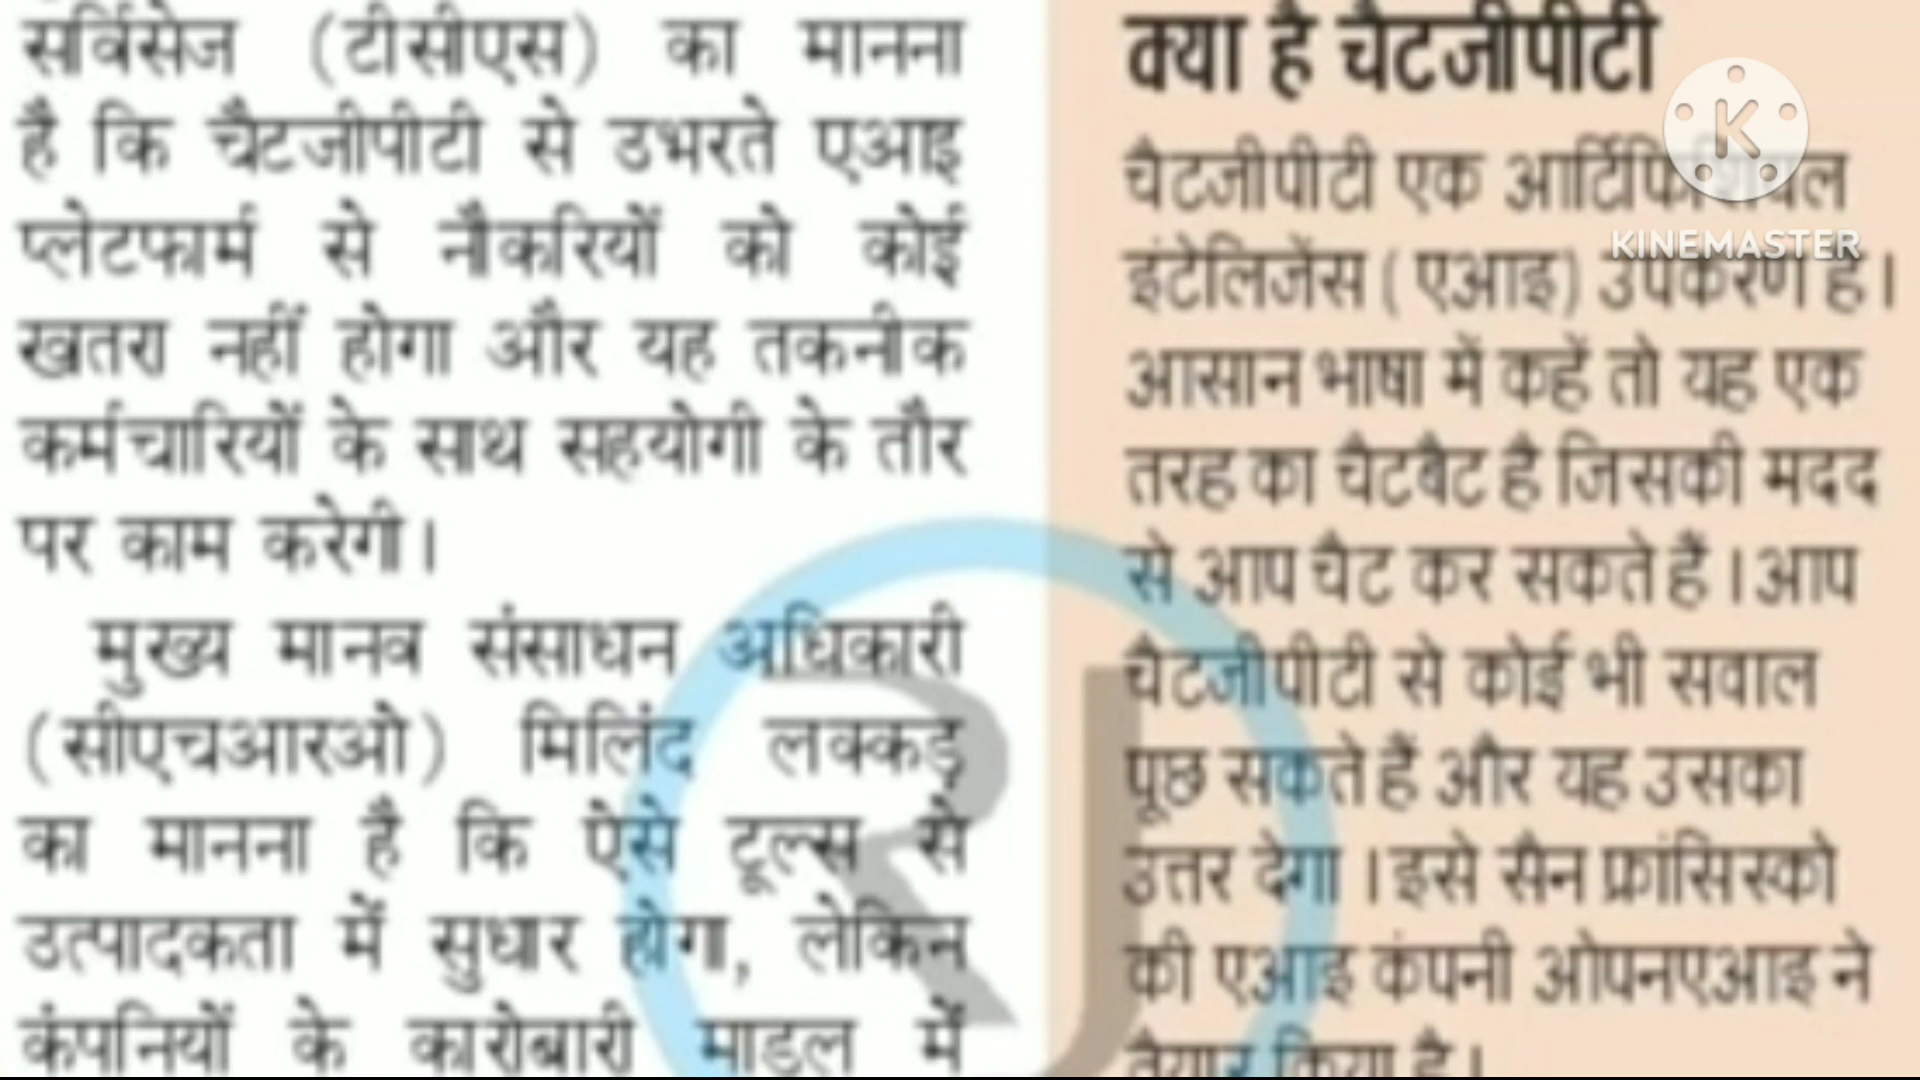 सर्विसेज (टीसीएस) का मानना
है कि चैटजीपीटी से उभरते एआइ
प्लेटफार्म से नौकरियों को कोई
खतरा नहीं होगा और यह तकनीक
कर्मचारियों के साथ सहयोगी के तौर
पर काम करेगी।
मुख्य मानव संसाधन अधिकारी
(सीएचआरओ) मिलिंद लक्कड़
का मानना है कि ऐसे टूल्स से
उत्पादकता में सुधार होगा, लेकिन
कंपनियों के कारोबारी माडल में
क्या है चैटजीपीटी
चैटजीपीटी एक आर्टिफिशियल
इंटेलिजेंस (एआइ) उपकरण है।
आसान भाषा में कहें तो यह एक
तरह का चैटबैट है जिसकी मदद
से आप चैट कर सकते हैं। आप
चैटजीपीटी से कोई भी सवाल
पूछ सकते हैं और यह उसका
उत्तर देगा। इसे सैन फ्रांसिस्को
की एआइ कंपनी ओपनएआइ ने
तैयार किया है।
K
KINEMASTER
RJ